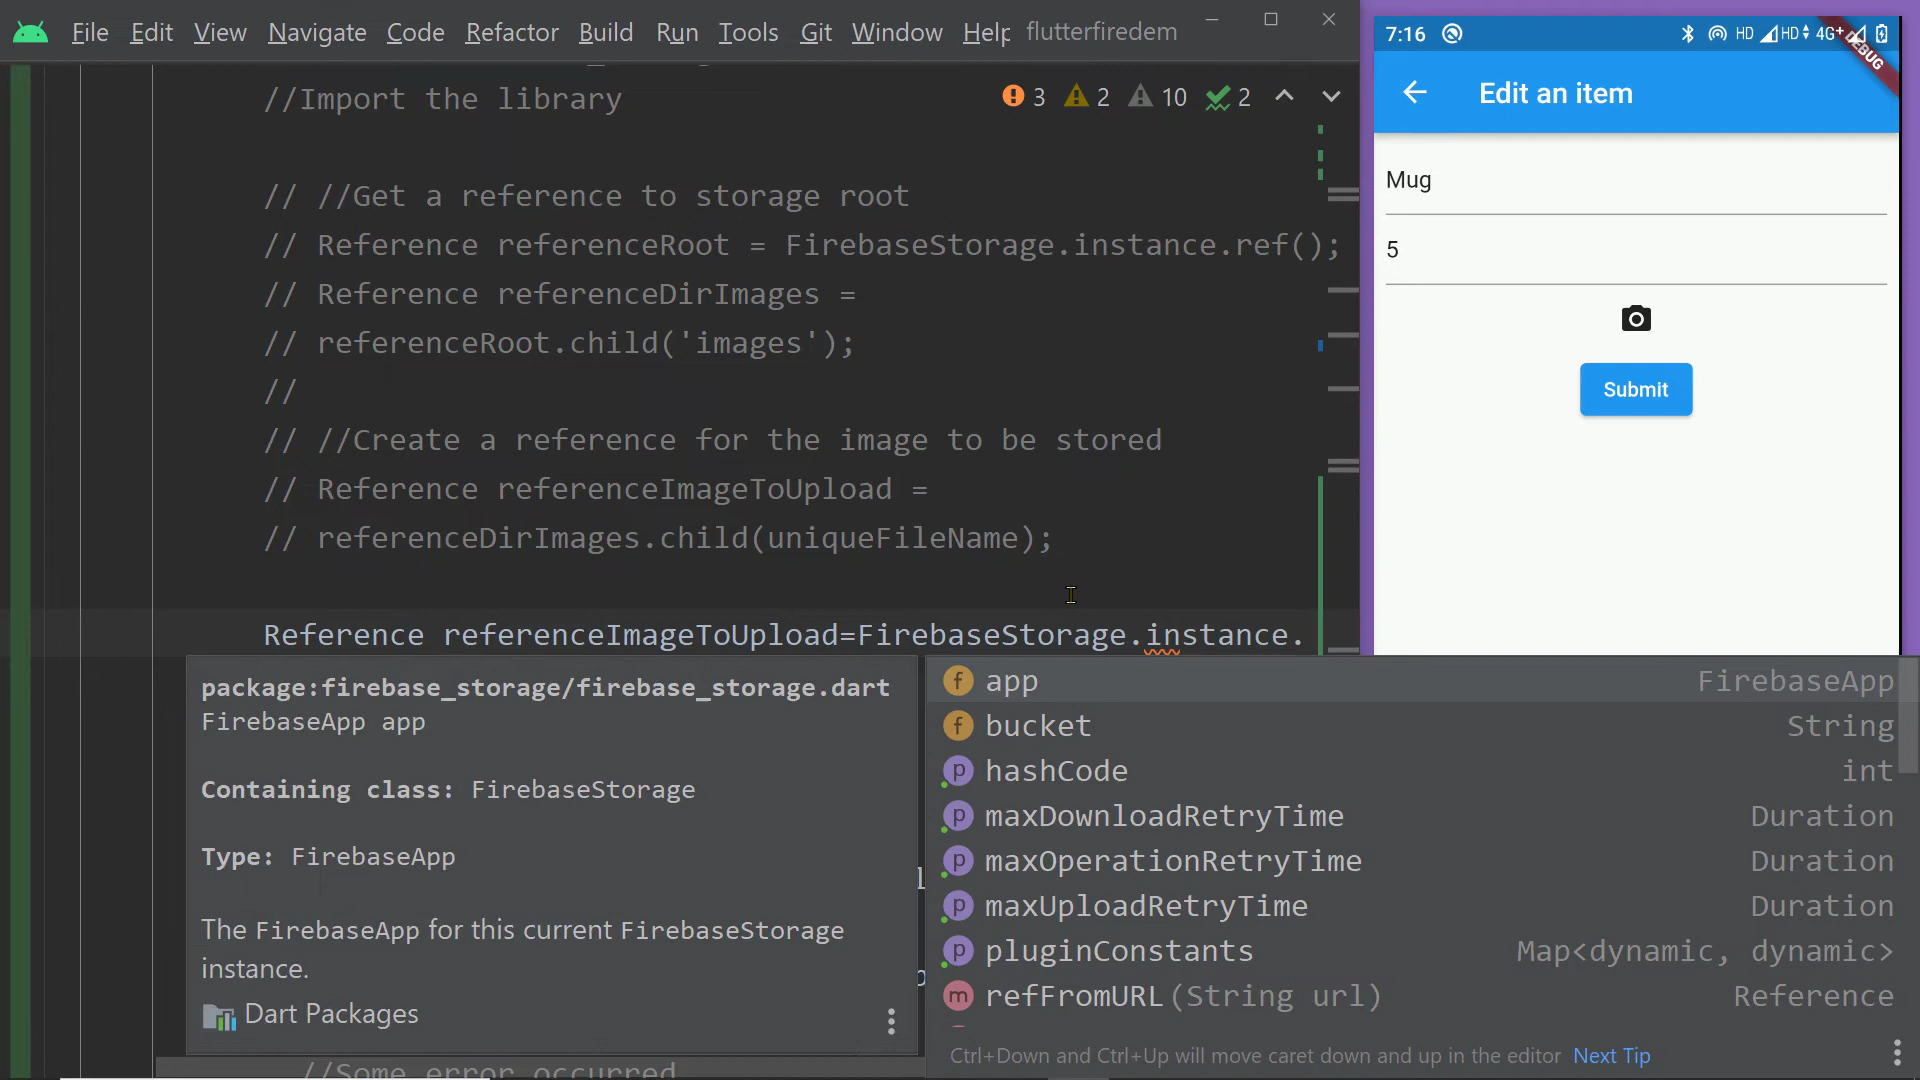 File Edit View Navigate Code Refactor Build Run Tools Git Window Help flutterfiredem
//Import the library
3 2 10 2
// //Get a reference to storage root
// Reference referenceRoot = FirebaseStorage.instance.ref();
// Reference referenceDirImages =
// referenceRoot.child('images');
//
// //Create a reference for the image to be stored
// Reference referenceImageToUpload =
// referenceDirImages.child(uniqueFileName);
Reference referenceImageToUpload=FirebaseStorage.instance.
package:firebase_storage/firebase_storage.dart
FirebaseApp app
Containing class: FirebaseStorage
Type: FirebaseApp
The FirebaseApp for this current FirebaseStorage
instance.
Dart Packages
//Some error occurred
app FirebaseApp
bucket String
hashCode int
maxDownloadRetryTime Duration
maxOperationRetryTime Duration
maxUploadRetryTime Duration
pluginConstants Map<dynamic, dynamic>
refFromURL(String url) Reference
Ctrl+Down and Ctrl+Up will move caret down and up in the editor Next Tip
7:16 HD HD 4G+
DEBUG
Edit an item
Mug
5
Submit